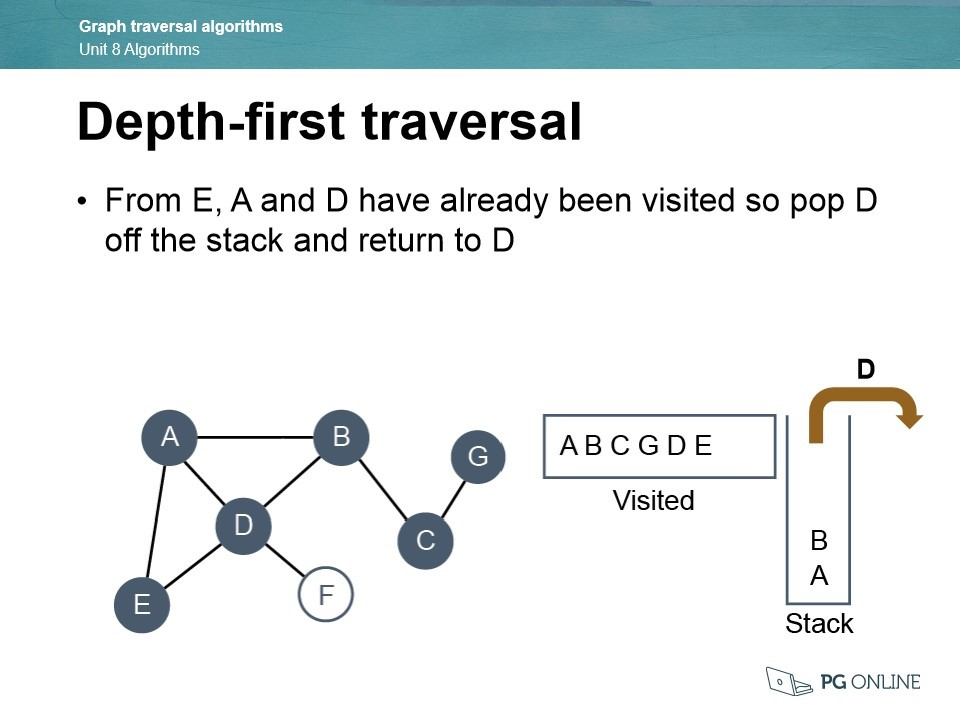 Graph traversal algorithms
Unit 8 Algorithms
Depth-first traversal
• From E, A and D have already been visited so pop D
off the stack and return to D
D
A
B
G
A B C G D E
Visited
D
C
B
A
E
F
Stack
PG ONLINE